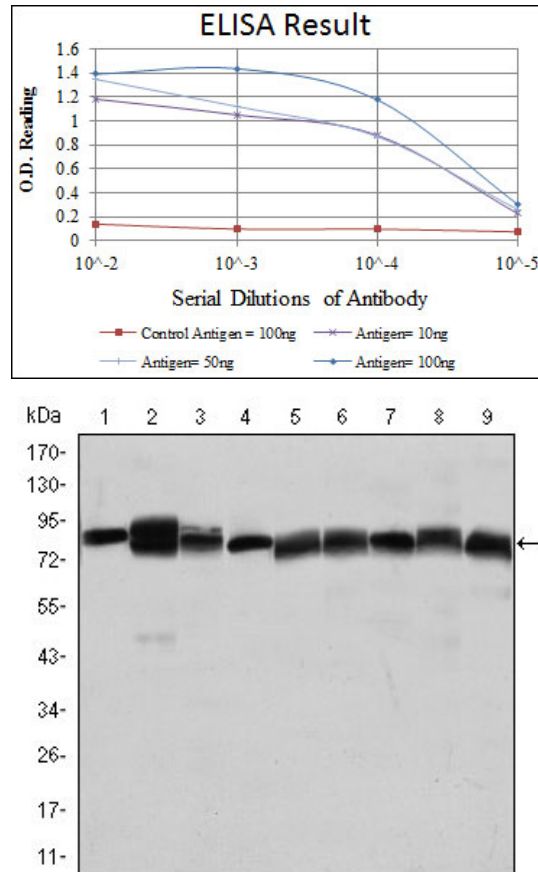 ELISA Result
O.D. Reading
1.6
1.4
1.2
1
0.8
0.6
0.4
0.2
0
10^-2 10^-3 10^-4 10^-5
Serial Dilutions of Antibody
Control Antigen = 100ng Antigen= 10ng
Antigen= 50ng Antigen= 100ng
kDa 1 2 3 4 5 6 7 8 9
170-
130-
95-
72-
55-
43-
34-
26-
17-
11-